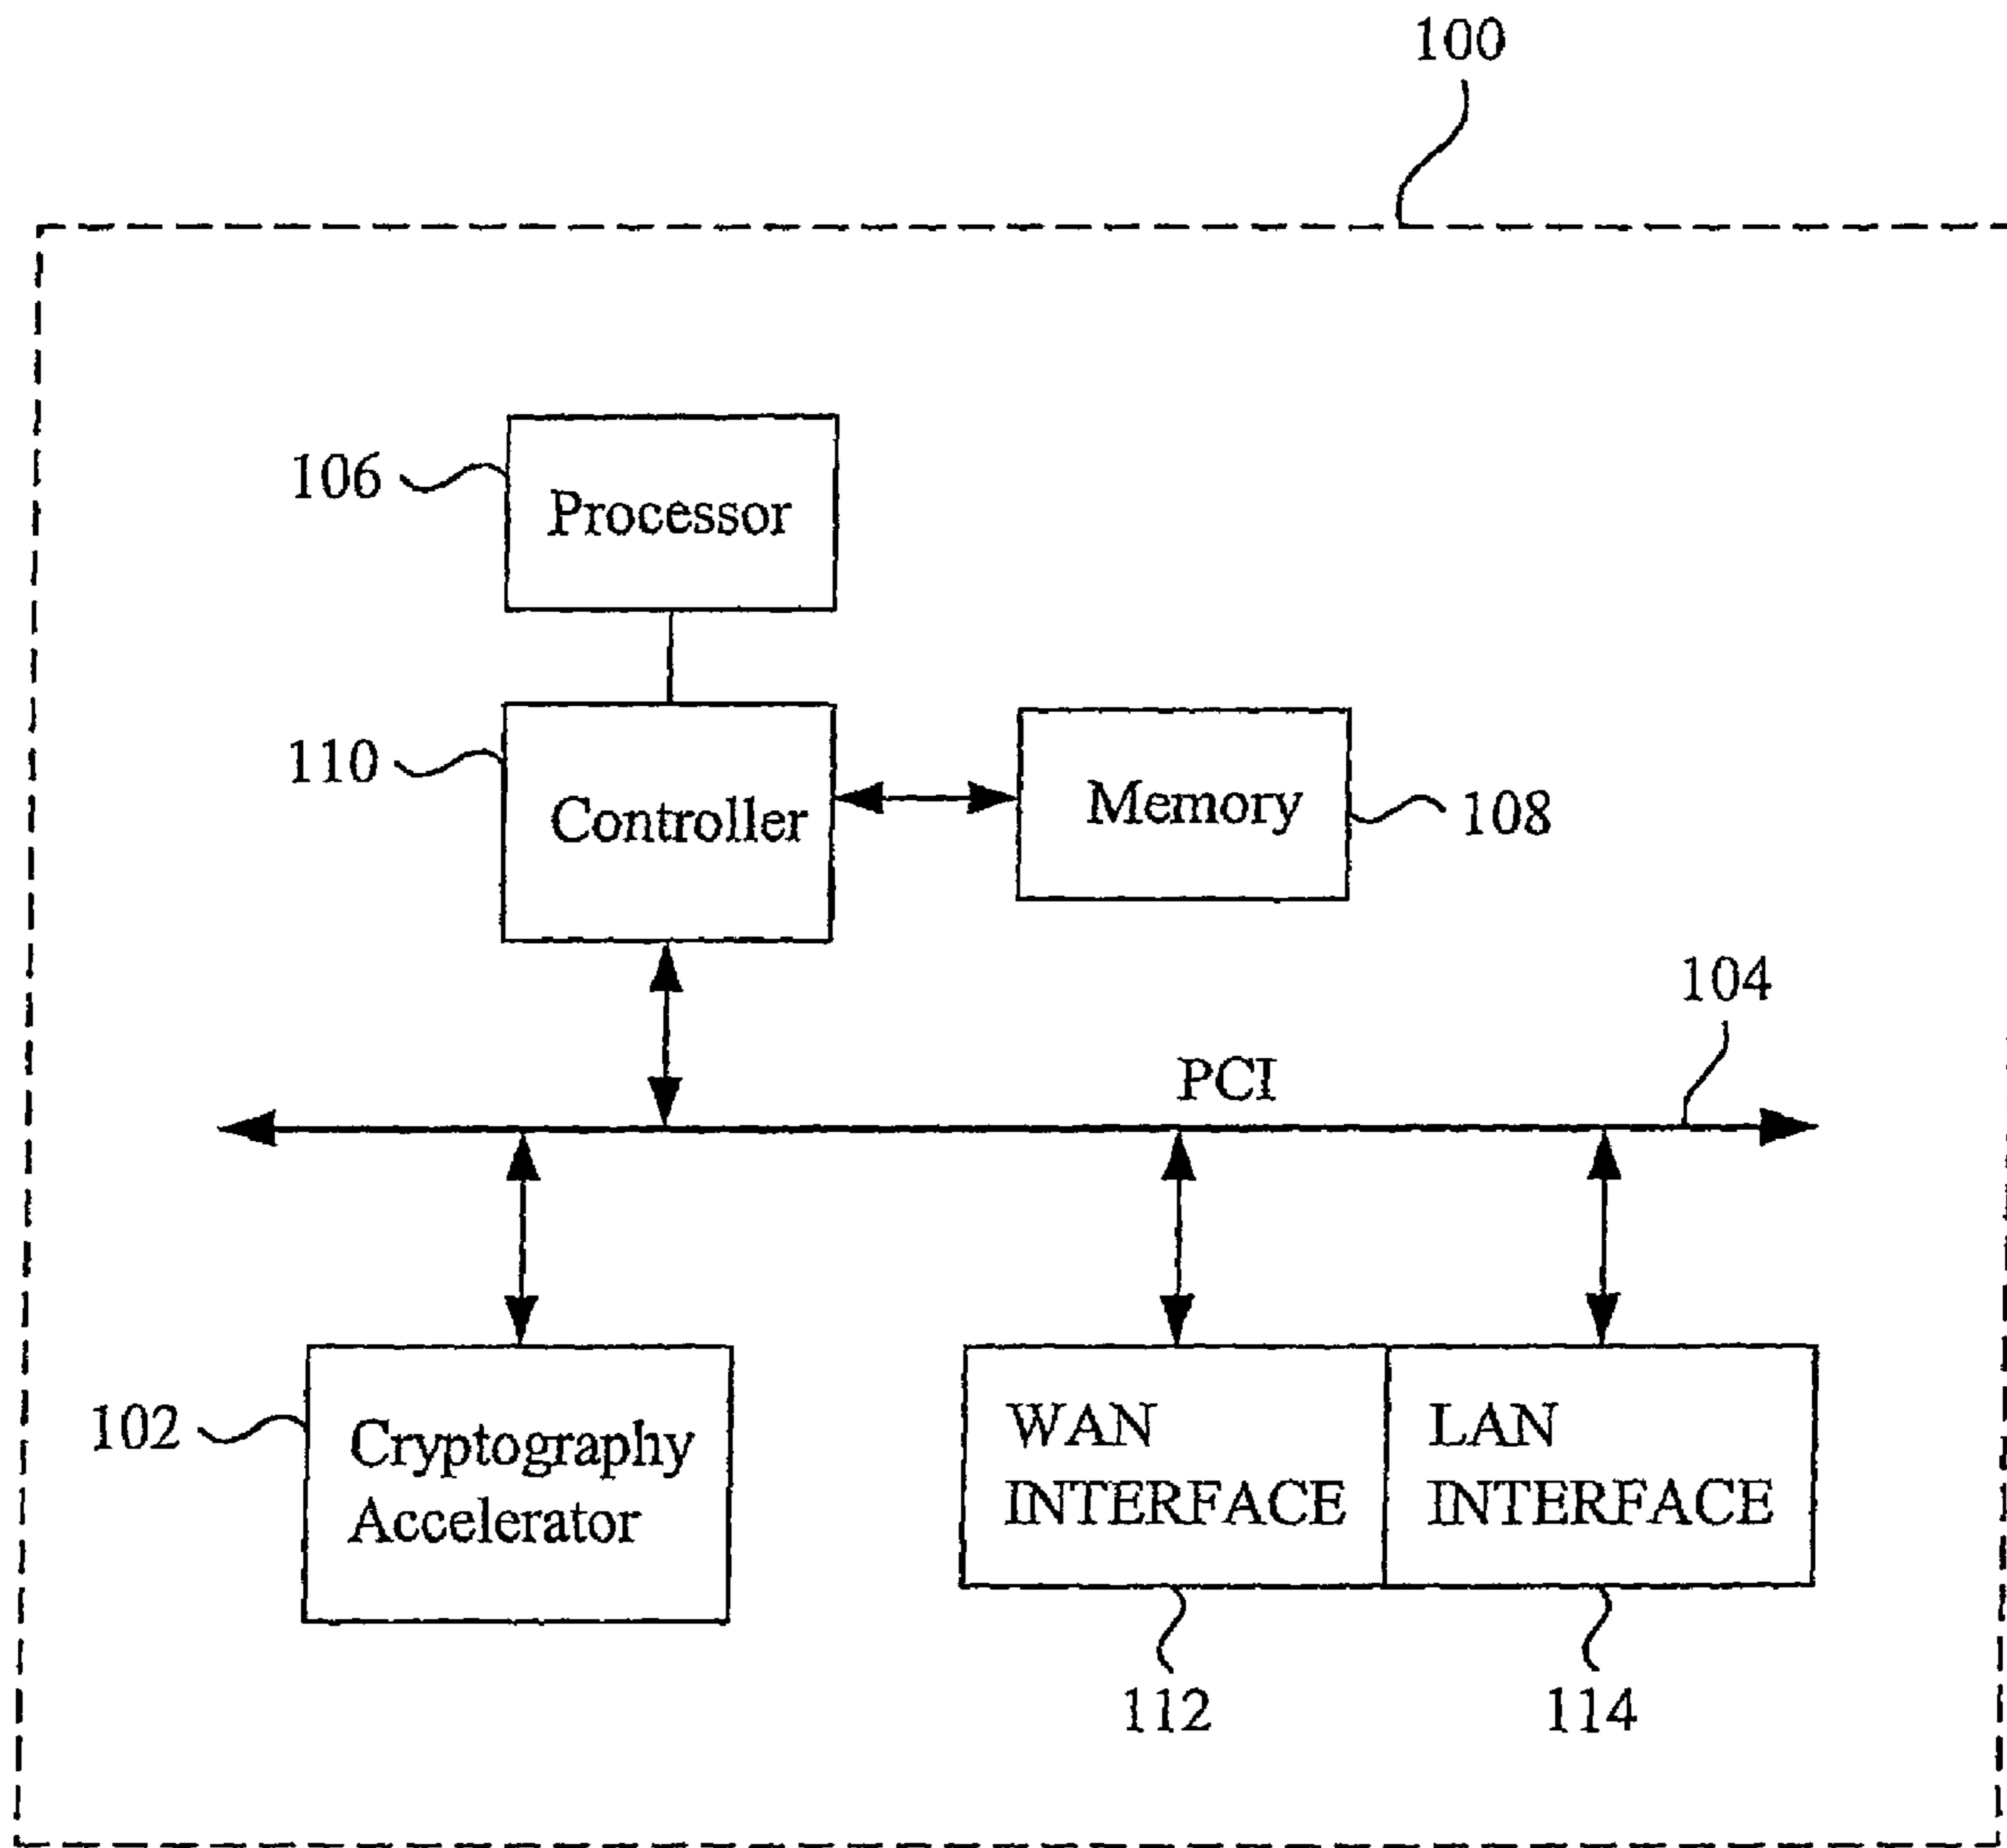 100
106
Processor
110
Controller
Memory
108
104
PCI
102
Cryptography
Accelerator
WAN
INTERFACE
LAN
INTERFACE
112
114